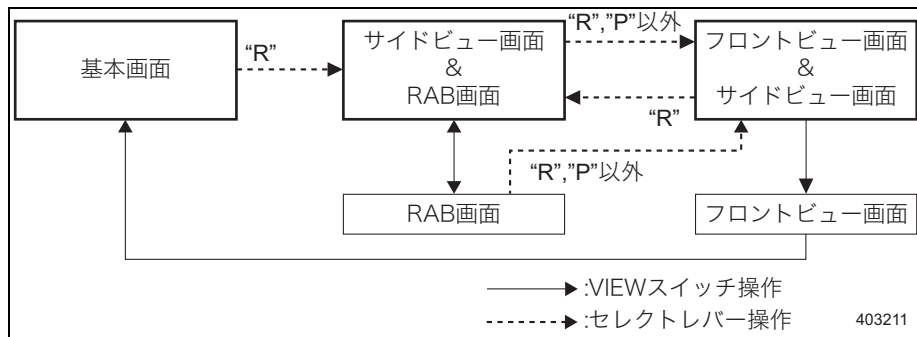 基本画面
“R”
サイドビュー画面
&
RAB画面
“R”,”P”以外
フロントビュー画面
&
サイドビュー画面
“R”
“R”,”P”以外
RAB画面
フロントビュー画面
:VIEWスイッチ操作
:セレクトレバー操作
403211